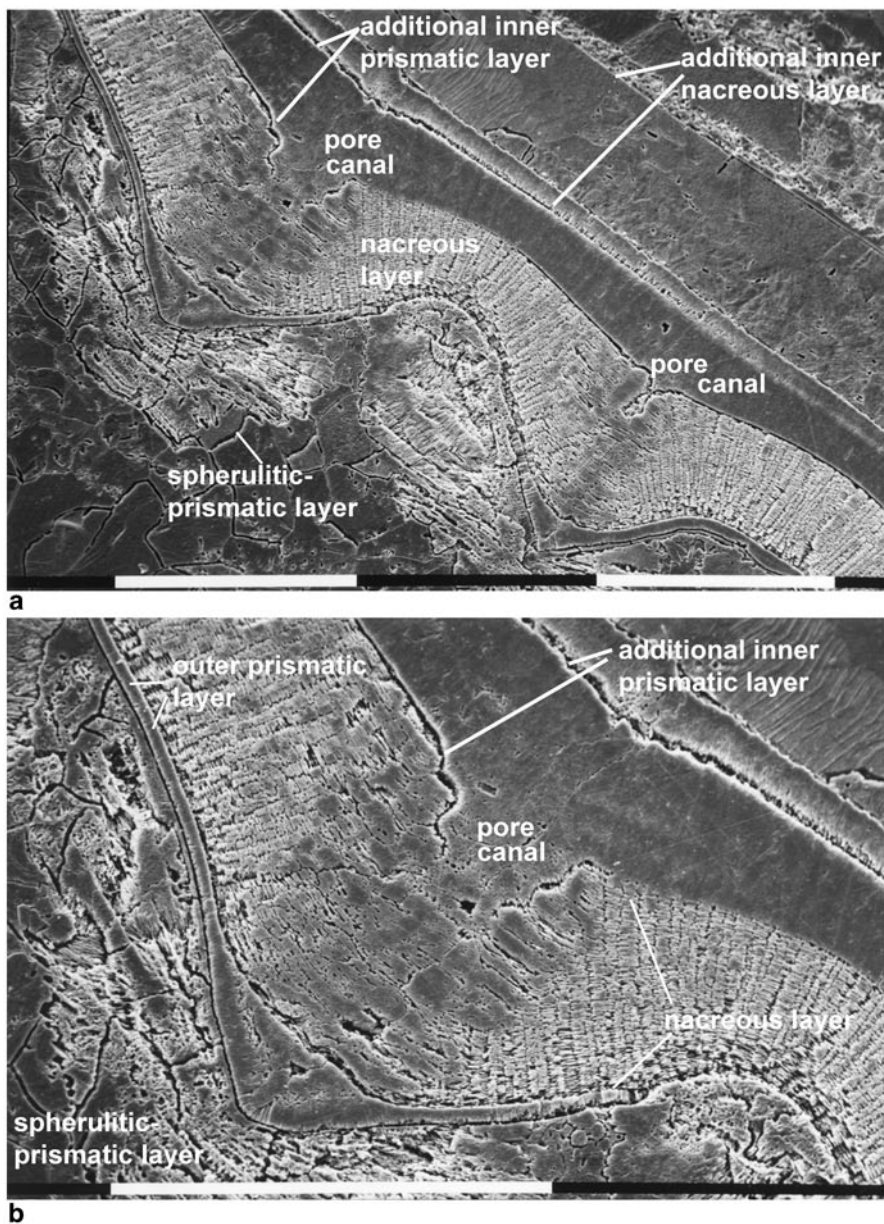 additional inner
prismatic layer
additional inner
nacreous layer
pore
canal
nacreous
layer
pore
canal
spherulitic-
prismatic layer
a
outer prismatic
layer
additional inner
prismatic layer
pore
canal
nacreous layer
spherulitic-
prismatic layer
b